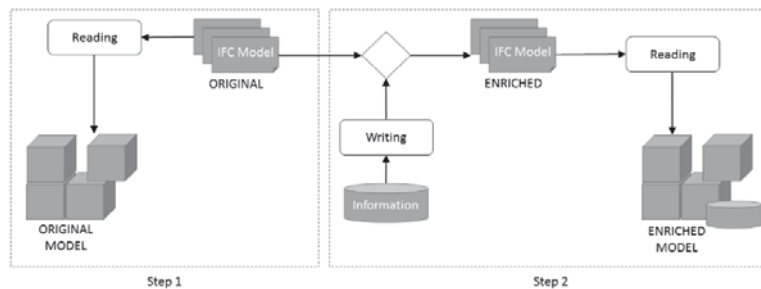 Reading
IFC Model
ORIGINAL
IFC Model
ENRICHED
Reading
Writing
Information
ORIGINAL
MODEL
ENRICHED
MODEL
Step 1
Step 2